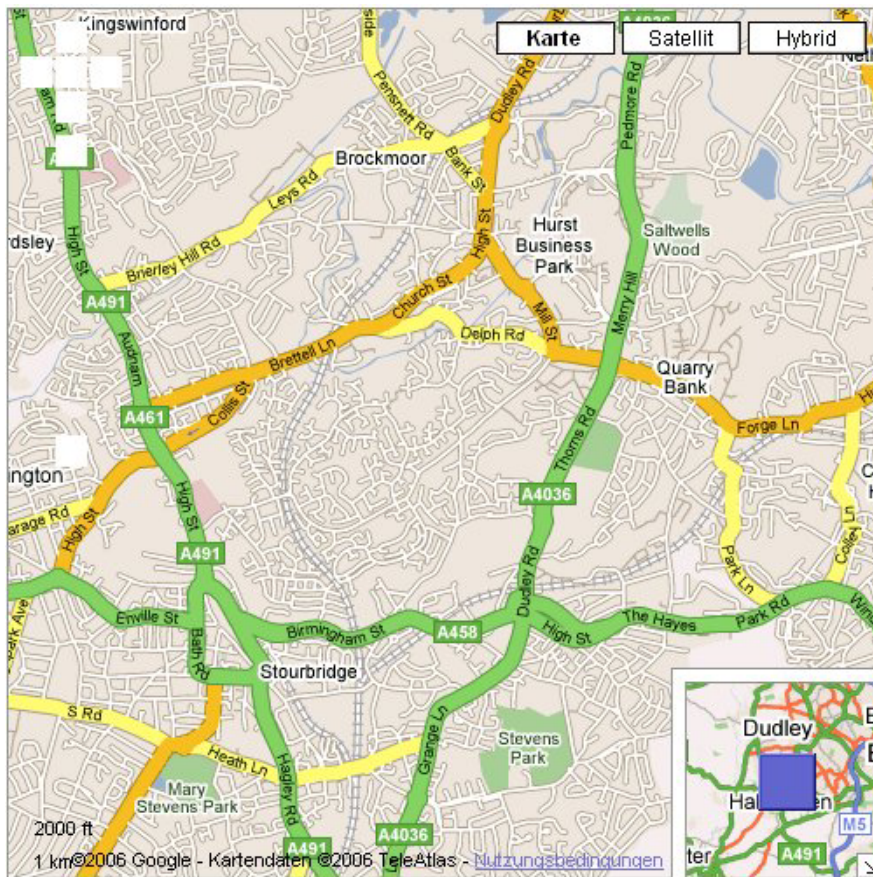 Kingswinford
A4036
Karte
Satellit
Hybrid
Dudley Rd
Pedmore Rd
Pensnett Rd
Brockmoor
Bank St
Leys Rd
High St
Hurst
Business
Park
Saltwells
Wood
High St
Brierley Hill Rd
A491
Church St
Mill St
Merry Hill
Audnam
Brettell Ln
Delph Rd
Quarry
Bank
A461
Collis St
Forge Ln
Thorns Rd
High St
High St
A4036
Colley Ln
A491
Park Ln
Dudley Rd
Enville St
Birmingham St
A458
High St
The Hayes
Park Rd
Bath Rd
Stourbridge
S Rd
Heath Ln
Grange Ln
Stevens
Park
Dudley
Mary
Stevens Park
Hagley Rd
2000 ft
A491
A4036
M5
A491
1 km
©2006 Google - Kartendaten ©2006 TeleAtlas - Nutzungsbedingungen